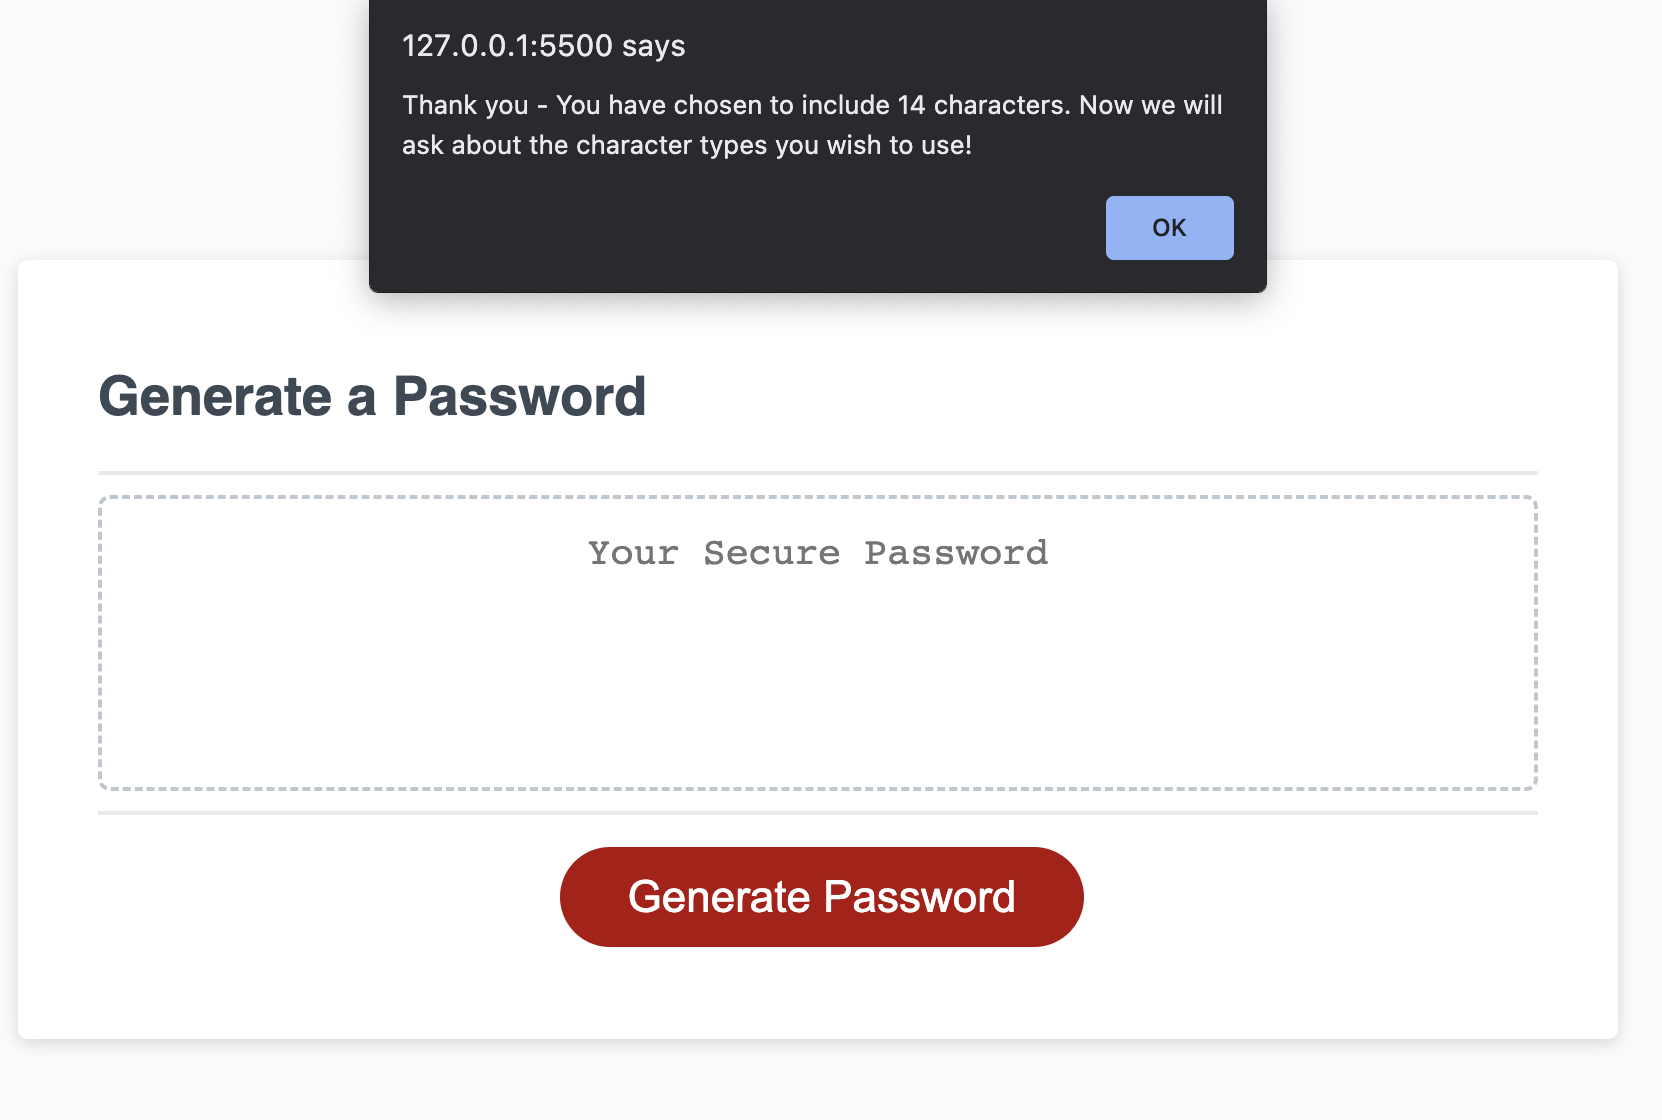 127.0.0.1:5500 says
Thank you - You have chosen to include 14 characters. Now we will
ask about the character types you wish to use!
OK
Generate a Password
Your Secure Password
Generate Password